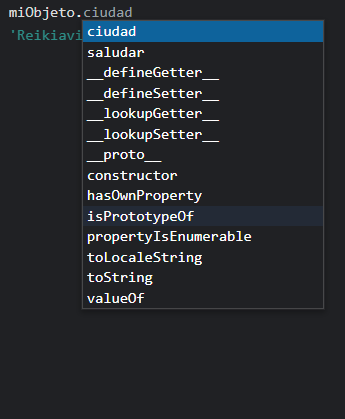 miObjeto.ciudad
'Reikiavi
ciudad
saludar
__defineGetter__
__defineSetter__
__lookupGetter__
__lookupSetter__
__proto__
constructor
hasOwnProperty
isPrototypeOf
propertyIsEnumerable
toLocaleString
toString
valueOf